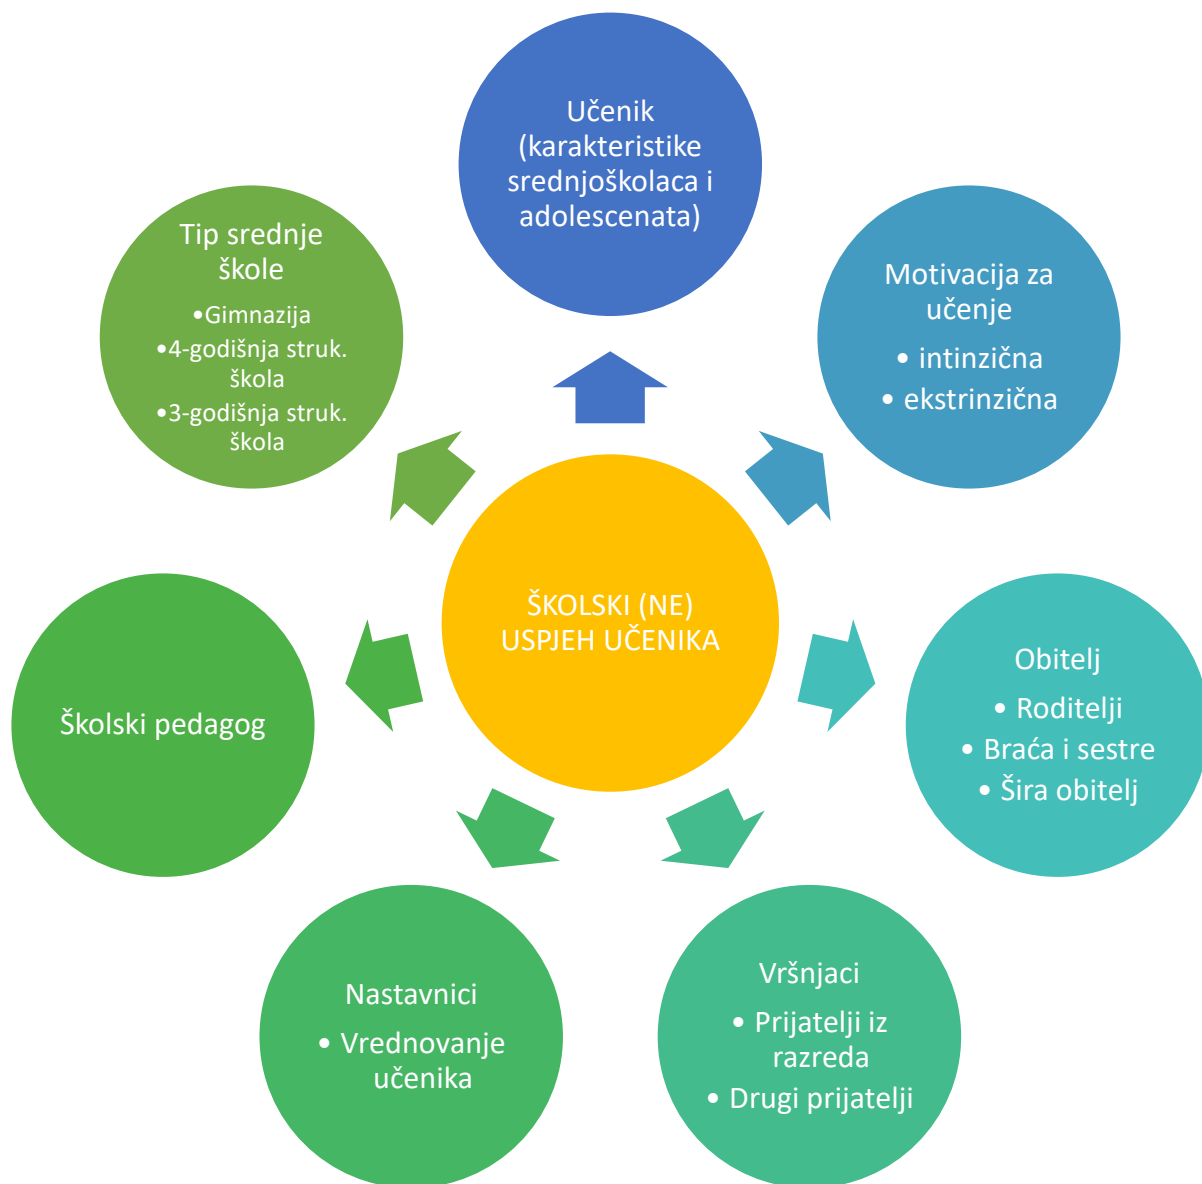 Učenik
(karakteristike
srednjoškolaca i
adolescenata)
Motivacija za
učenje
• intinzična
• ekstrinzična
Obitelj
• Roditelji
• Braća i sestre
• Šira obitelj
Vršnjaci
• Prijatelji iz
razreda
• Drugi prijatelji
Nastavnici
• Vrednovanje
učenika
Školski pedagog
Tip srednje
škole
•Gimnazija
•4-godišnja struk.
škola
•3-godišnja struk.
škola
ŠKOLSKI (NE)
USPJEH UČENIKA